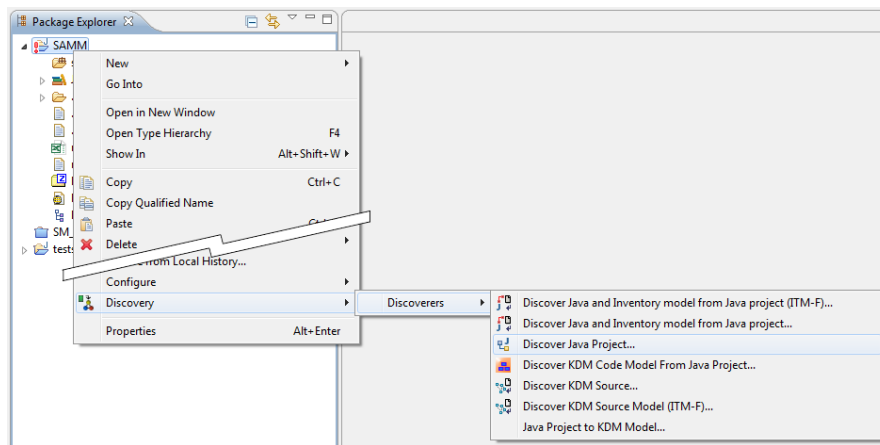 Package Explorer
SAMM
New
Go Into
Open in New Window
Open Type Hierarchy F4
Show In Alt+Shift+W
Copy Ctrl+C
Copy Qualified Name
Paste
Delete
from Local History...
Configure
Discovery
Properties Alt+Enter
SM_
tests
Discoverers
Discover Java and Inventory model from Java project (ITM-F)...
Discover Java and Inventory model from Java project...
Discover Java Project...
Discover KDM Code Model From Java Project...
Discover KDM Source...
Discover KDM Source Model (ITM-F)...
Java Project to KDM Model...